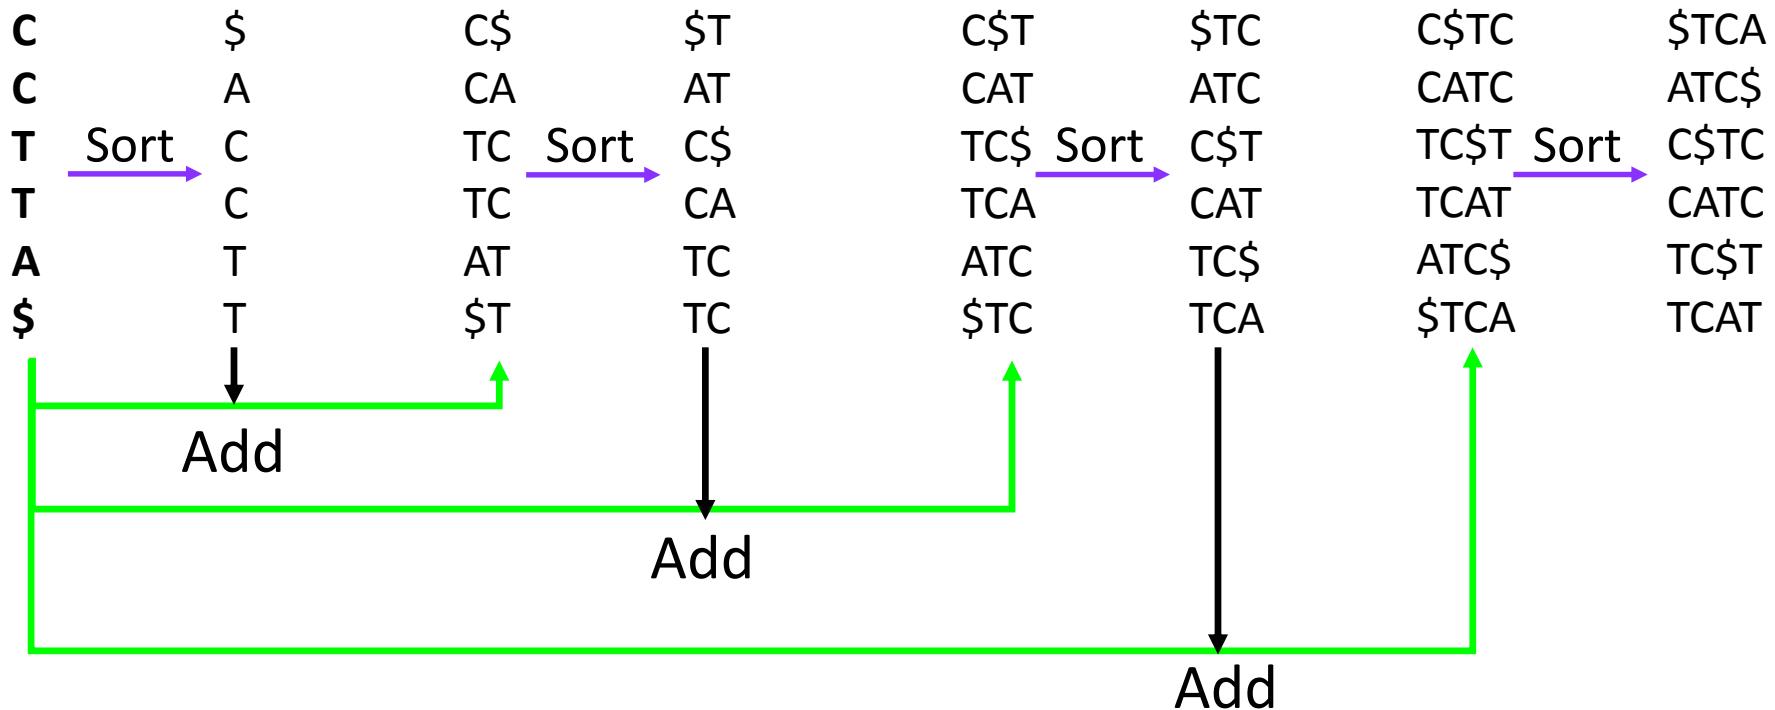 C $ C$ $T C$T $TC C$TC $TCA
C A CA AT CAT ATC CATC ATC$
T Sort C TC Sort C$ TC$ Sort C$T TC$T Sort C$TC
T C TC CA TCA CAT TCAT CATC
A T AT TC ATC TC$ ATC$ TC$T
$ T $T TC $TC TCA $TCA TCAT
Add
Add
Add